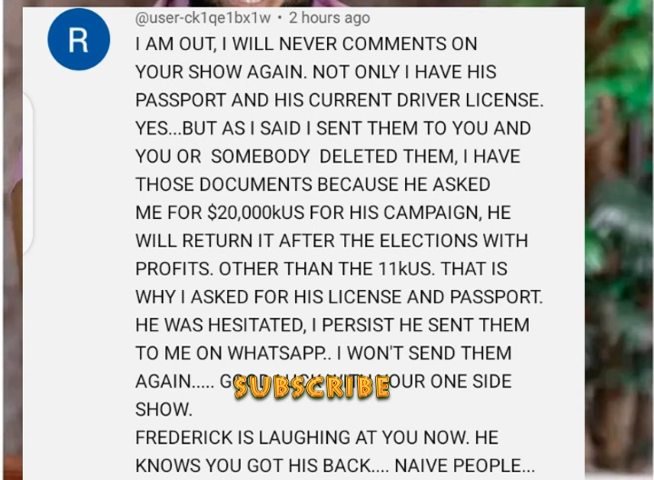 R
@user-ck1qe1bx1w • 2 hours ago
I AM OUT, I WILL NEVER COMMENTS ON
YOUR SHOW AGAIN. NOT ONLY I HAVE HIS
PASSPORT AND HIS CURRENT DRIVER LICENSE.
YES...BUT AS I SAID I SENT THEM TO YOU AND
YOU OR SOMEBODY DELETED THEM, I HAVE
THOSE DOCUMENTS BECAUSE HE ASKED
ME FOR $20,000kUS FOR HIS CAMPAIGN, HE
WILL RETURN IT AFTER THE ELECTIONS WITH
PROFITS. OTHER THAN THE 11kUS. THAT IS
WHY I ASKED FOR HIS LICENSE AND PASSPORT.
HE WAS HESITATED, I PERSIST HE SENT THEM
TO ME ON WHATSAPP.. I WON'T SEND THEM
AGAIN..... ONE SIDE
SUBSCRIBE
SHOW.
FREDERICK IS LAUGHING AT YOU NOW. HE
KNOWS YOU GOT HIS BACK.... NAIVE PEOPLE...